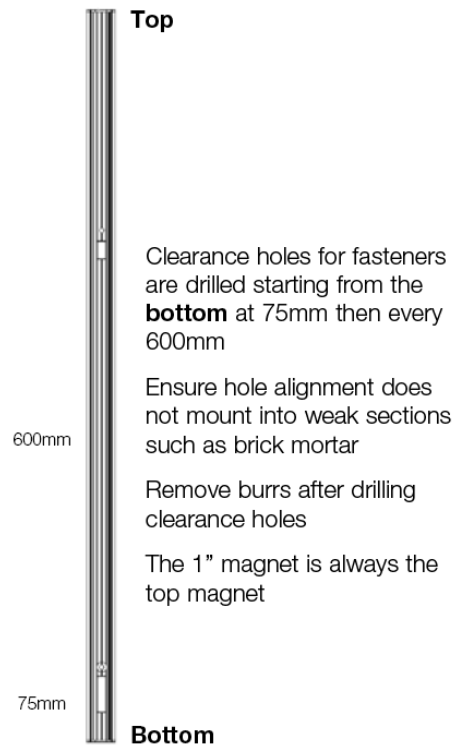 Top
Clearance holes for fasteners
are drilled starting from the
bottom at 75mm then every
600mm
Ensure hole alignment does
not mount into weak sections
such as brick mortar
600mm
Remove burrs after drilling
clearance holes
The 1” magnet is always the
top magnet
75mm
Bottom